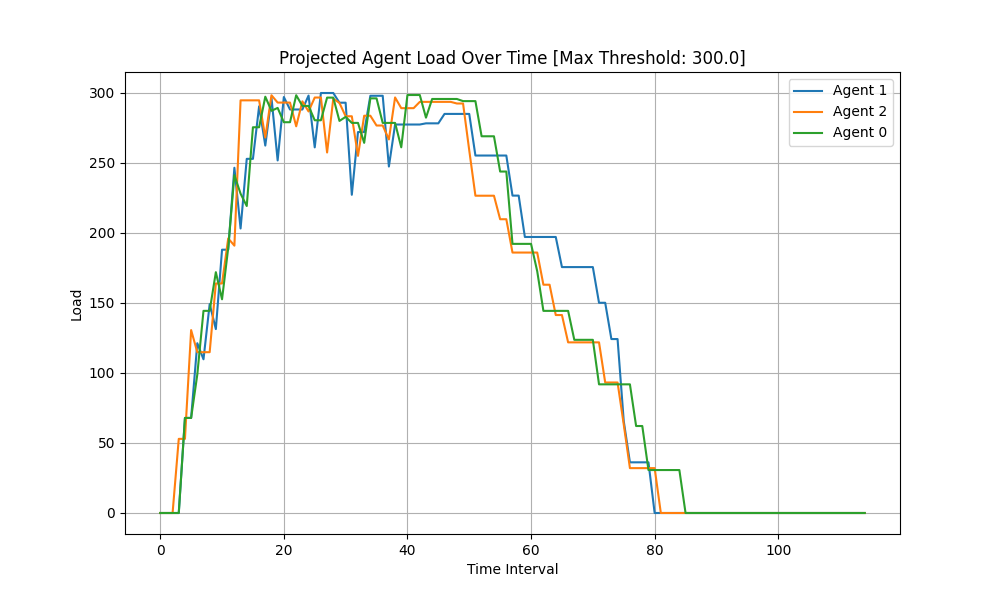 Projected Agent Load Over Time [Max Threshold: 300.0]
Agent 1
Agent 2
Agent 0
Load
300
250
200
150
100
50
0
0 20 40 60 80 100
Time Interval